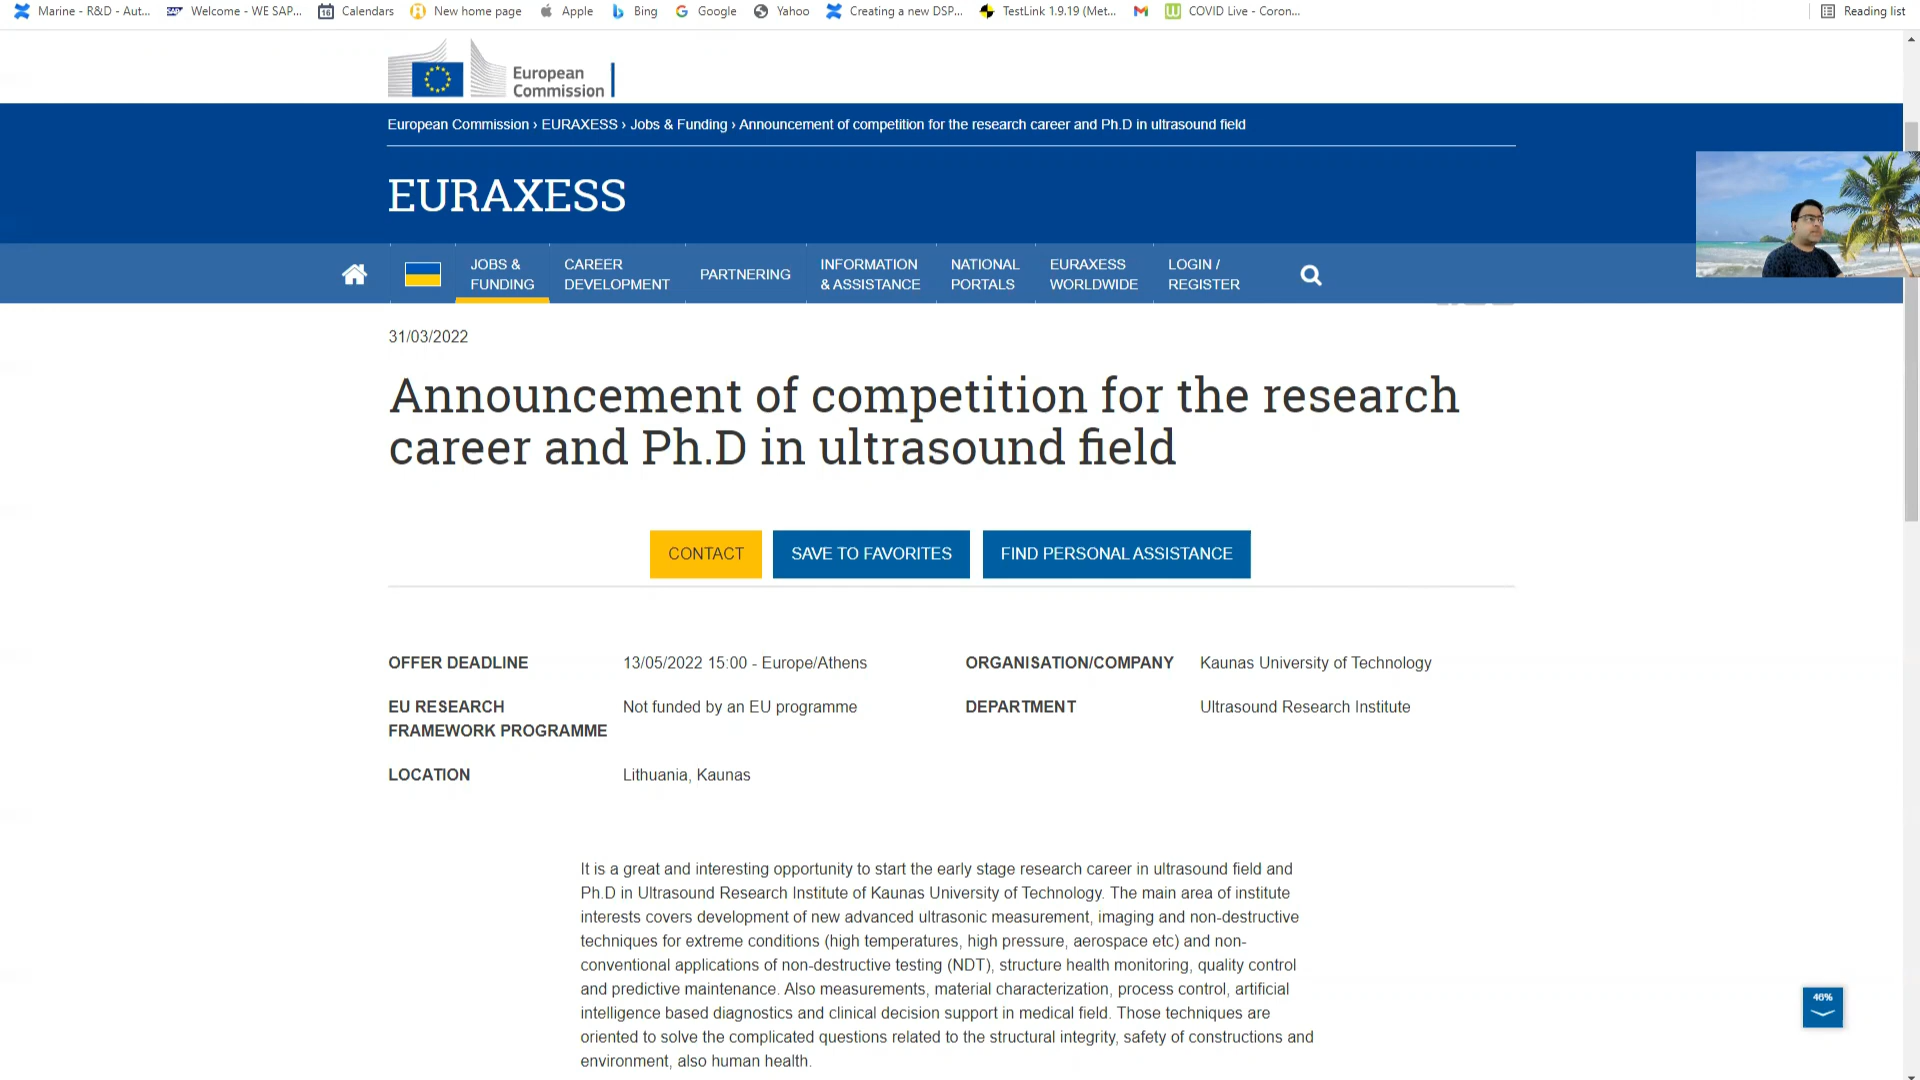 Marine - R&D - Aut... Welcome - WE SAP... Calendars New home page Apple Bing Google Yahoo Creating a new DSP... TestLink 1.9.19 (Met... COVID Live - Coron... Reading list
European
Commission
European Commission › EURAXESS › Jobs & Funding › Announcement of competition for the research career and Ph.D in ultrasound field
EURAXESS
JOBS & FUNDING CAREER DEVELOPMENT PARTNERING INFORMATION & ASSISTANCE NATIONAL PORTALS EURAXESS WORLDWIDE LOGIN / REGISTER
31/03/2022
Announcement of competition for the research
career and Ph.D in ultrasound field
CONTACT SAVE TO FAVORITES FIND PERSONAL ASSISTANCE
OFFER DEADLINE 13/05/2022 15:00 - Europe/Athens ORGANISATION/COMPANY Kaunas University of Technology
EU RESEARCH FRAMEWORK PROGRAMME Not funded by an EU programme DEPARTMENT Ultrasound Research Institute
LOCATION Lithuania, Kaunas
It is a great and interesting opportunity to start the early stage research career in ultrasound field and
Ph.D in Ultrasound Research Institute of Kaunas University of Technology. The main area of institute
interests covers development of new advanced ultrasonic measurement, imaging and non-destructive
techniques for extreme conditions (high temperatures, high pressure, aerospace etc) and non-
conventional applications of non-destructive testing (NDT), structure health monitoring, quality control
and predictive maintenance. Also measurements, material characterization, process control, artificial
intelligence based diagnostics and clinical decision support in medical field. Those techniques are
oriented to solve the complicated questions related to the structural integrity, safety of constructions and
environment, also human health.
46%